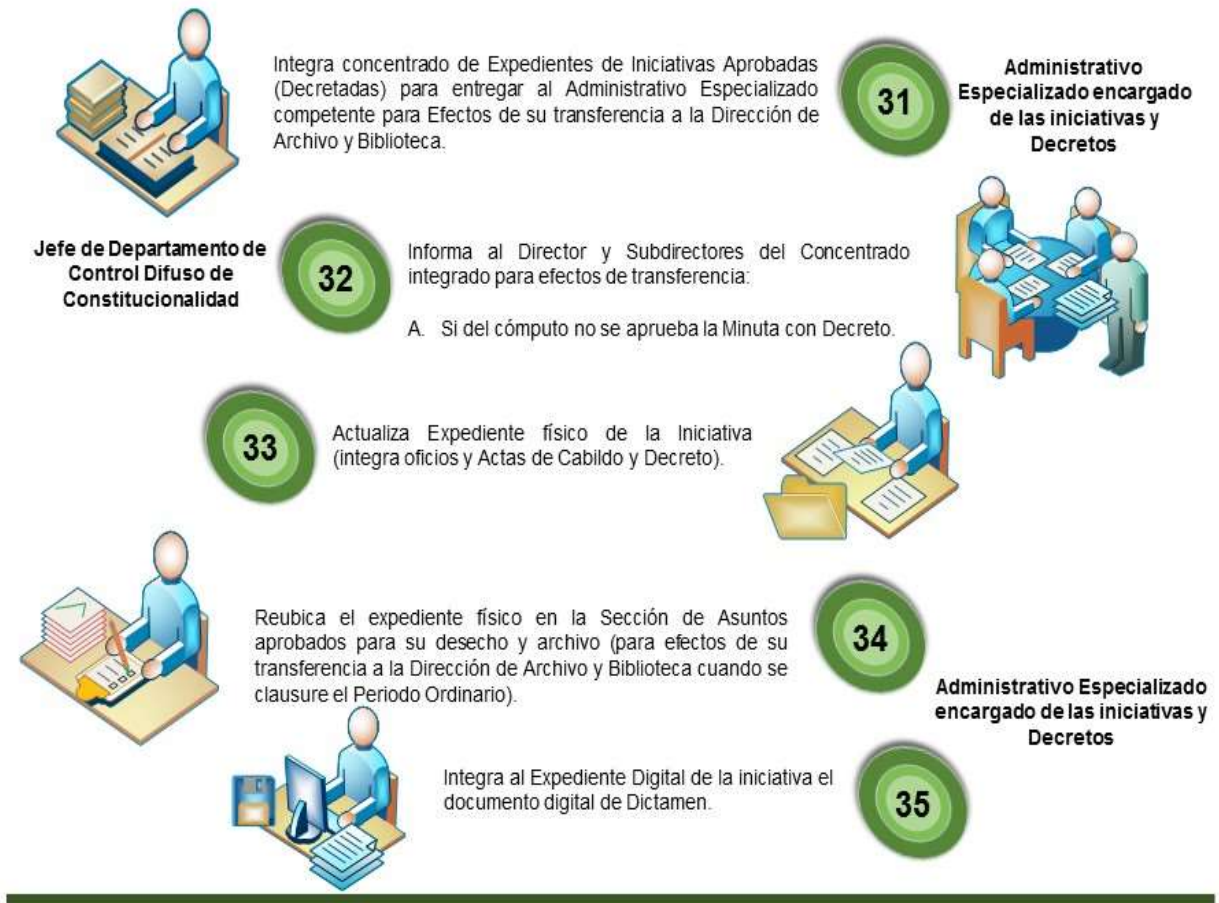 Integra concentrado de Expedientes de Iniciativas Aprobadas
(Decretadas) para entregar al Administrativo Especializado
competente para Efectos de su transferencia a la Dirección de
Archivo y Biblioteca.
31
Administrativo
Especializado encargado
de las iniciativas y
Decretos
Jefe de Departamento de
Control Difuso de
Constitucionalidad
32
Informa al Director y Subdirectores del Concentrado
integrado para efectos de transferencia:
A. Si del cómputo no se aprueba la Minuta con Decreto.
33
Actualiza Expediente físico de la Iniciativa
(integra oficios y Actas de Cabildo y Decreto).
Reubica el expediente físico en la Sección de Asuntos
aprobados para su desecho y archivo (para efectos de su
transferencia a la Dirección de Archivo y Biblioteca cuando se
clausure el Periodo Ordinario).
34
Administrativo Especializado
encargado de las iniciativas y
Decretos
Integra al Expediente Digital de la iniciativa el
documento digital de Dictamen.
35